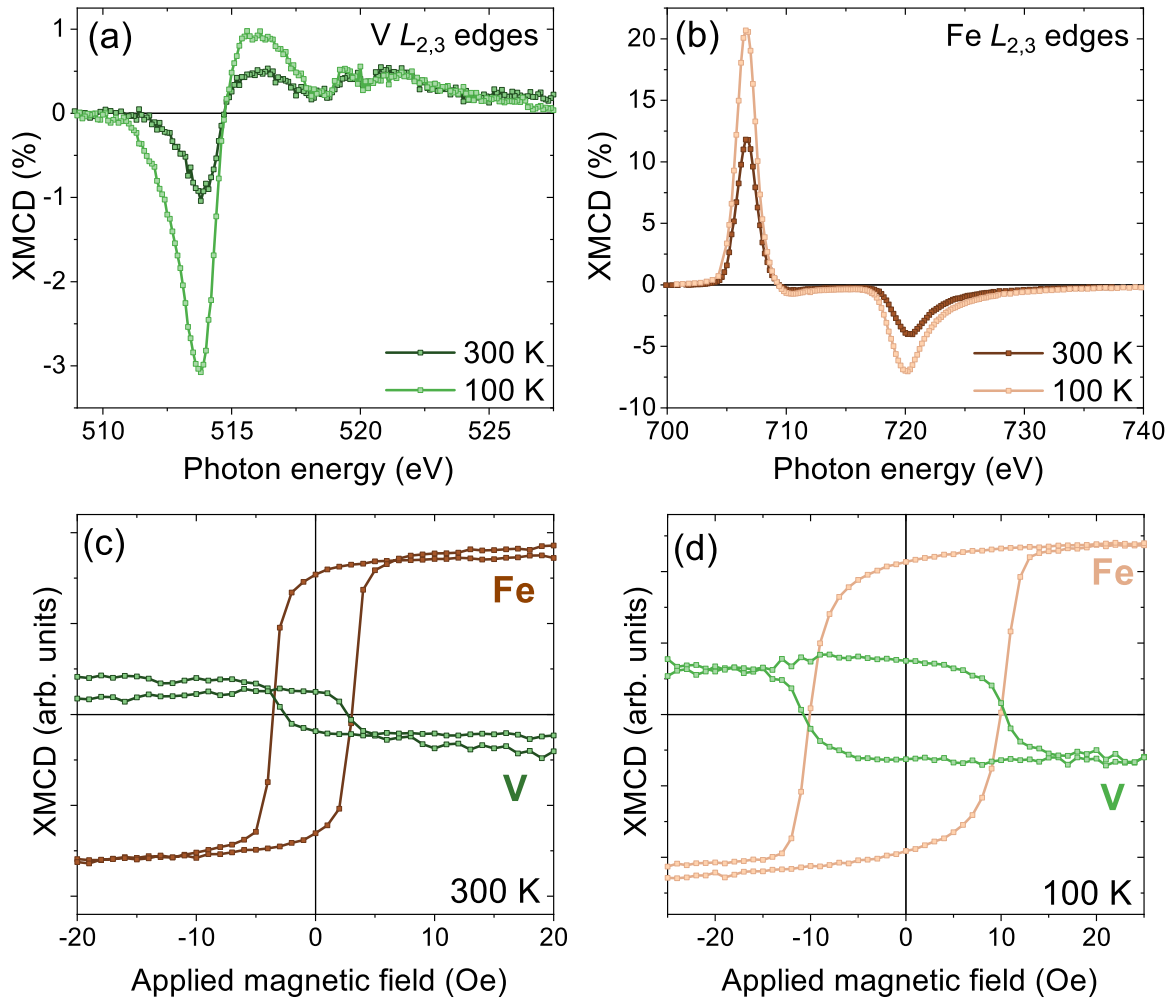 (a)
V L2,3 edges
1
0
-1
-2
-3
XMCD (%)
300 K
100 K
510
515
520
525
Photon energy (eV)
(b)
Fe L2,3 edges
20
15
10
5
0
-5
-10
XMCD (%)
300 K
100 K
700
710
720
730
740
Photon energy (eV)
(c)
Fe
V
300 K
XMCD (arb. units)
-20
-10
0
10
20
Applied magnetic field (Oe)
(d)
Fe
V
100 K
XMCD (arb. units)
-20
-10
0
10
20
Applied magnetic field (Oe)